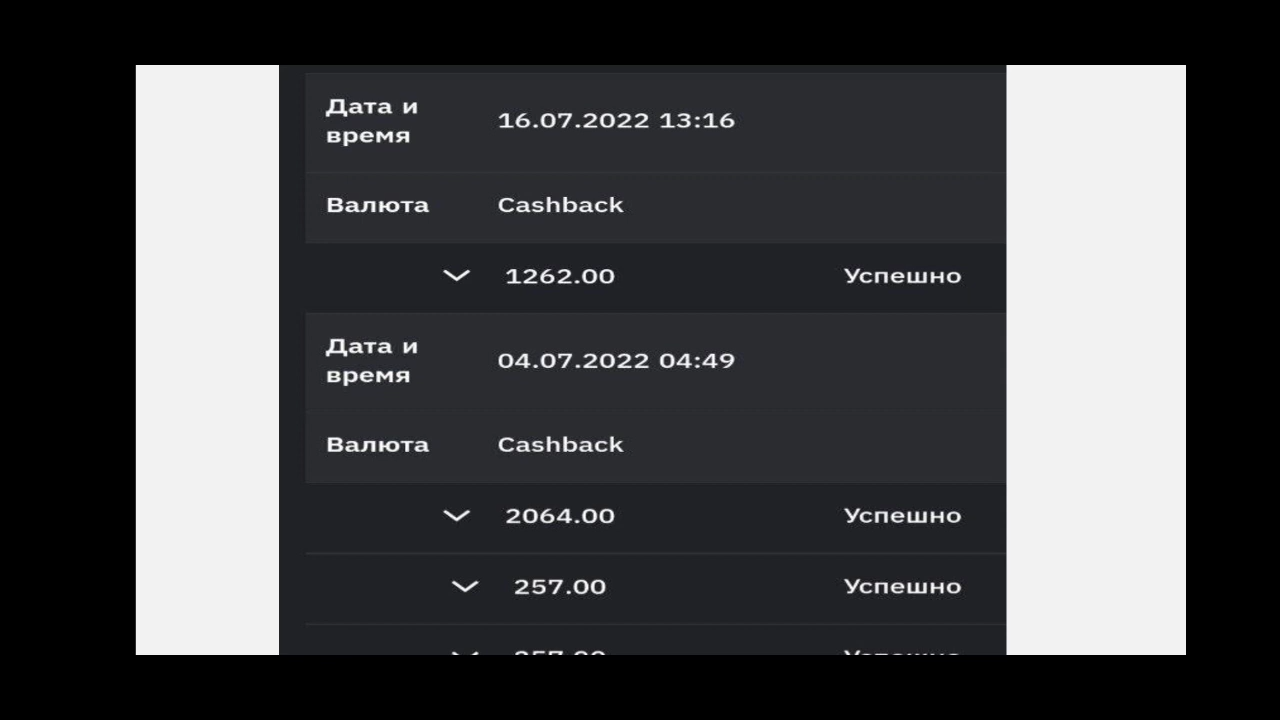 Дата и
время
16.07.2022 13:16
Валюта
Cashback
1262.00
Успешно
Дата и
время
04.07.2022 04:49
Валюта
Cashback
2064.00
Успешно
257.00
Успешно